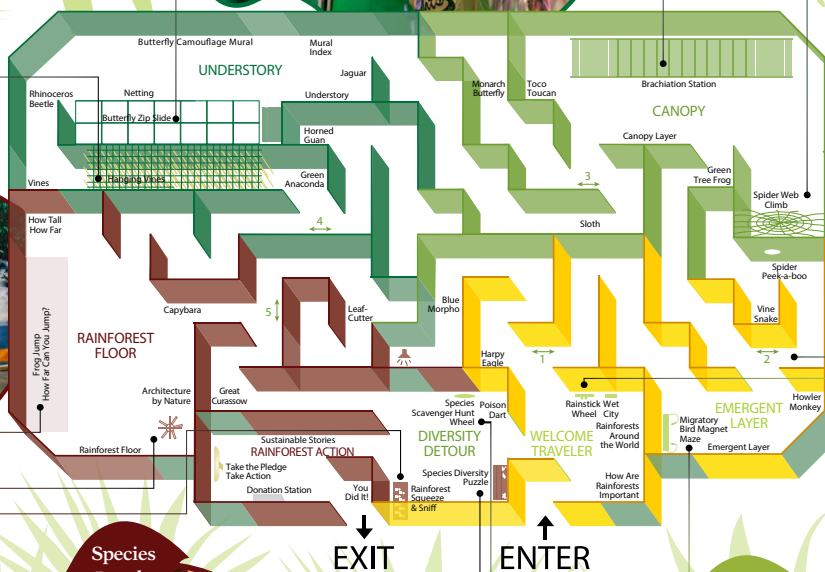 Butterfly Camouflage Mural
Mural
Index
UNDERSTORY
Jaguar
Rhinoceros
Beetle
Netting
Understory
Butterfly Zip Slide
Horned
Guan
Hanging Vines
Green
Anaconda
Vines
How Tall
How Far
4
Monarch
Butterfly
Toco
Toucan
Brachiation Station
CANOPY
Canopy Layer
3
Green
Tree Frog
Spider Web
Climb
Sloth
Spider
Peek-a-boo
Capybara
5
Leaf-
Cutter
Blue
Morpho
Vine
Snake
Frog Jump
How Far Can You Jump?
RAINFOREST
FLOOR
1
2
Harpy
Eagle
Architecture
by Nature
Great
Curassow
Species
Scavenger Hunt
Wheel
Poison
Dart
Rainstick
Wheel
Wet
City
Howler
Monkey
Rainforests
Around
the World
Migratory
Bird Magnet
Maze
EMERGENT
LAYER
Emergent Layer
Sustainable Stories
RAINFOREST ACTION
DIVERSITY
DETOUR
WELCOME
TRAVELER
Rainforest Floor
Take the Pledge
Take Action
Donation Station
You
Did It!
Rainforest
Squeeze
& Sniff
Species Diversity
Puzzle
How Are
Rainforests
Important
EXIT
ENTER
Species